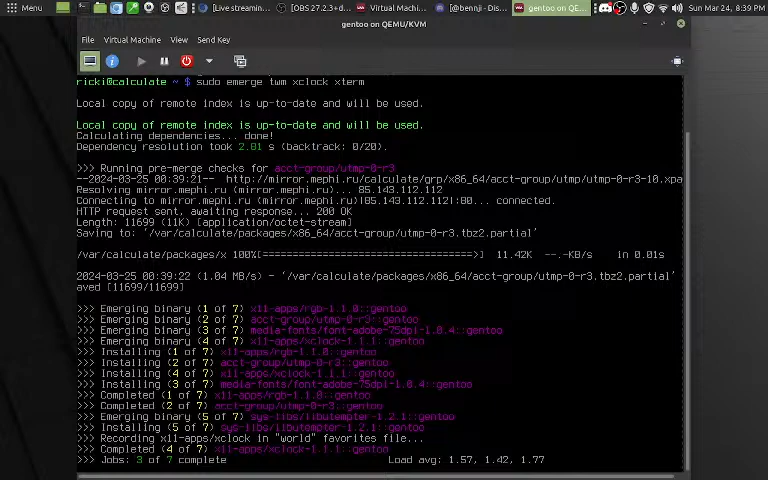 Menu
[Live streamin...
[OBS 27.2.3+d...
Virtual Machi...
[@bennji - Dis...
gentoo on QE...
Sun Mar 24, 8:39 PM
gentoo on QEMU/KVM
File Virtual Machine View Send Key
ricki@calculate ~ $ sudo emerge twm xclock xterm
Local copy of remote index is up-to-date and will be used.
Local copy of remote index is up-to-date and will be used.
Calculating dependencies... done!
Dependency resolution took 2.81 s (backtrack: 0/20).
>>> Running pre-merge checks for acct-group/utmp-0-r3
--2024-03-25 00:39:21-- http://mirror.mephi.ru/calculate/grp/x86_64/acct-group/utmp/utmp-0-r3-10.xpa
Resolving mirror.mephi.ru (mirror.mephi.ru)... 85.143.112.112
Connecting to mirror.mephi.ru (mirror.mephi.ru)|85.143.112.112|:80... connected.
HTTP request sent, awaiting response... 200 OK
Length: 11699 (11K) [application/octet-stream]
Saving to: ‘/var/calculate/packages/x86_64/acct-group/utmp-0-r3.tbz2.partial’
/var/calculate/packages/x 100%[===================================>] 11.42K --.-KB/s in 0.01s
2024-03-25 00:39:22 (1.04 MB/s) - ‘/var/calculate/packages/x86_64/acct-group/utmp-0-r3.tbz2.partial’
aved [11699/11699]
>>> Emerging binary (1 of 7) x11-apps/rgb-1.1.0::gentoo
>>> Emerging binary (2 of 7) acct-group/utmp-0-r3::gentoo
>>> Emerging binary (3 of 7) media-fonts/font-adobe-75dpi-1.0.4::gentoo
>>> Emerging binary (4 of 7) x11-apps/xclock-1.1.1::gentoo
>>> Installing (1 of 7) x11-apps/rgb-1.1.0::gentoo
>>> Installing (2 of 7) acct-group/utmp-0-r3::gentoo
>>> Installing (4 of 7) x11-apps/xclock-1.1.1::gentoo
>>> Installing (3 of 7) media-fonts/font-adobe-75dpi-1.0.4::gentoo
>>> Completed (1 of 7) x11-apps/rgb-1.1.0::gentoo
>>> Completed (2 of 7) acct-group/utmp-0-r3::gentoo
>>> Emerging binary (5 of 7) sys-libs/libutempter-1.2.1::gentoo
>>> Installing (5 of 7) sys-libs/libutempter-1.2.1::gentoo
>>> Recording x11-apps/xclock in "world" favorites file...
>>> Completed (4 of 7) x11-apps/xclock-1.1.1::gentoo
>>> Jobs: 3 of 7 complete Load avg: 1.57, 1.42, 1.77